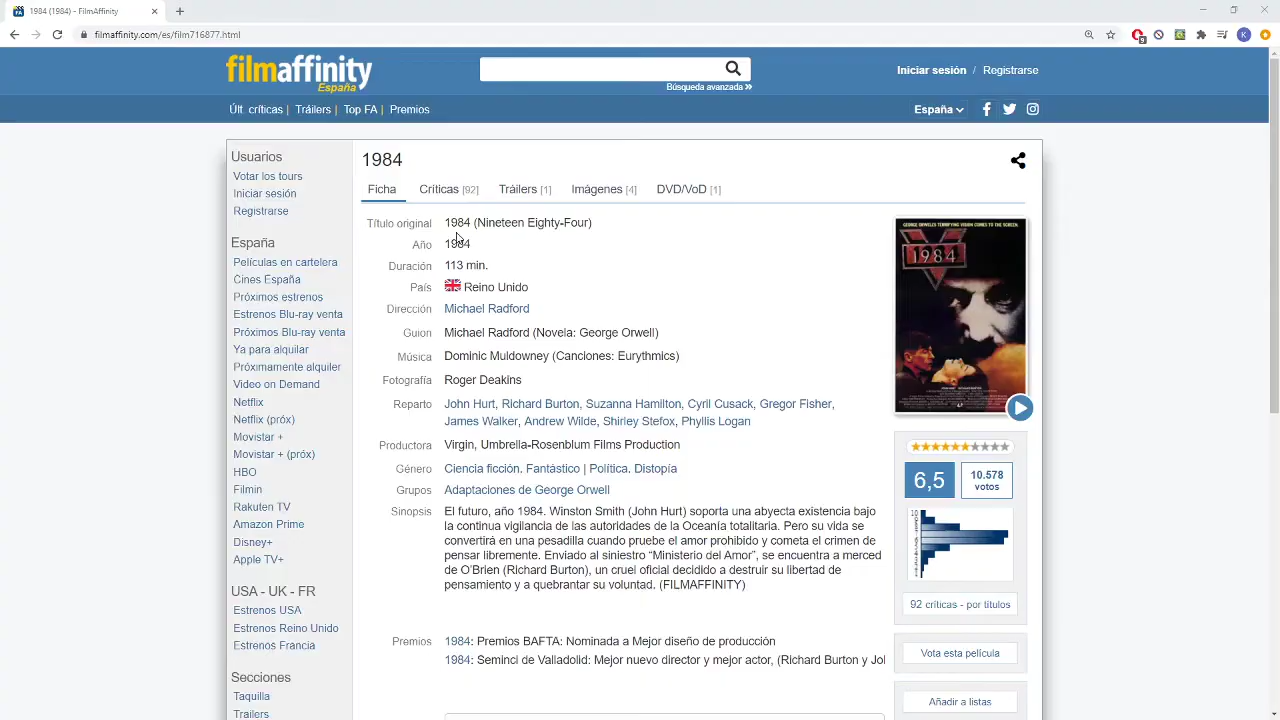 1984 (1984) - FilmAffinity
filmaffinity.com/es/film716877.html
filmaffinity
España
Búsqueda avanzada »
Iniciar sesión / Registrarse
Últ. críticas | Tráilers | Top FA | Premios
España
Usuarios
Votar los tours
Iniciar sesión
Registrarse
España
Películas en cartelera
Cines España
Próximos estrenos
Estrenos Blu-ray venta
Próximos Blu-ray venta
Ya para alquilar
Próximamente alquiler
Video on Demand
Netflix
Netflix (próx)
Movistar +
Movistar + (próx)
HBO
Filmin
Rakuten TV
Amazon Prime
Disney+
Apple TV+
USA - UK - FR
Estrenos USA
Estrenos Reino Unido
Estrenos Francia
Secciones
Taquilla
Trailers
1984
Ficha Críticas [92] Tráilers [1] Imágenes [4] DVD/VoD [1]
Título original 1984 (Nineteen Eighty-Four)
Año 1984
Duración 113 min.
País Reino Unido
Dirección Michael Radford
Guion Michael Radford (Novela: George Orwell)
Música Dominic Muldowney (Canciones: Eurythmics)
Fotografía Roger Deakins
Reparto John Hurt, Richard Burton, Suzanna Hamilton, Cyril Cusack, Gregor Fisher,
James Walker, Andrew Wilde, Shirley Stefox, Phyllis Logan
Productora Virgin, Umbrella-Rosenblum Films Production
Género Ciencia ficción. Fantástico | Política. Distopía
Grupos Adaptaciones de George Orwell
Sinopsis El futuro, año 1984. Winston Smith (John Hurt) soporta una abyecta existencia bajo
la continua vigilancia de las autoridades de la Oceanía totalitaria. Pero su vida se
convertirá en una pesadilla cuando pruebe el amor prohibido y cometa el crimen de
pensar libremente. Enviado al siniestro “Ministerio del Amor”, se encuentra a merced
de O’Brien (Richard Burton), un cruel oficial decidido a destruir su libertad de
pensamiento y a quebrantar su voluntad. (FILMAFFINITY)
Premios 1984: Premios BAFTA: Nominada a Mejor diseño de producción
1984: Seminci de Valladolid: Mejor nuevo director y mejor actor, (Richard Burton y Jo
GEORGE ORWELL'S TERRIFYING VISION COMES TO THE SCREEN.
1984
6,5
10.578
votos
92 críticas - por títulos
Vota esta película
Añadir a listas